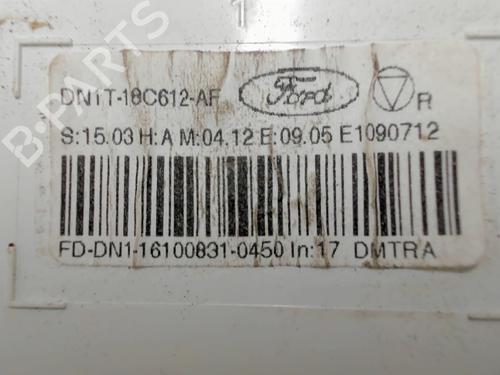 1
DN1T-18C612-AF Ford R
S:15.03 H:A M:04.12 E:09.05 E1090712
FD-DN1-16100831-0450 In:17 DMTRA
B-PARTS